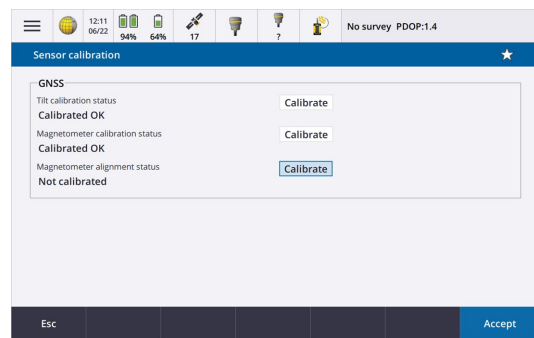 12:11
06/22
94%
64%
17
?
No survey PDOP:1.4
Sensor calibration
GNSS
Tilt calibration status
Calibrate
Calibrated OK
Magnetometer calibration status
Calibrate
Calibrated OK
Magnetometer alignment status
Calibrate
Not calibrated
Esc
Accept